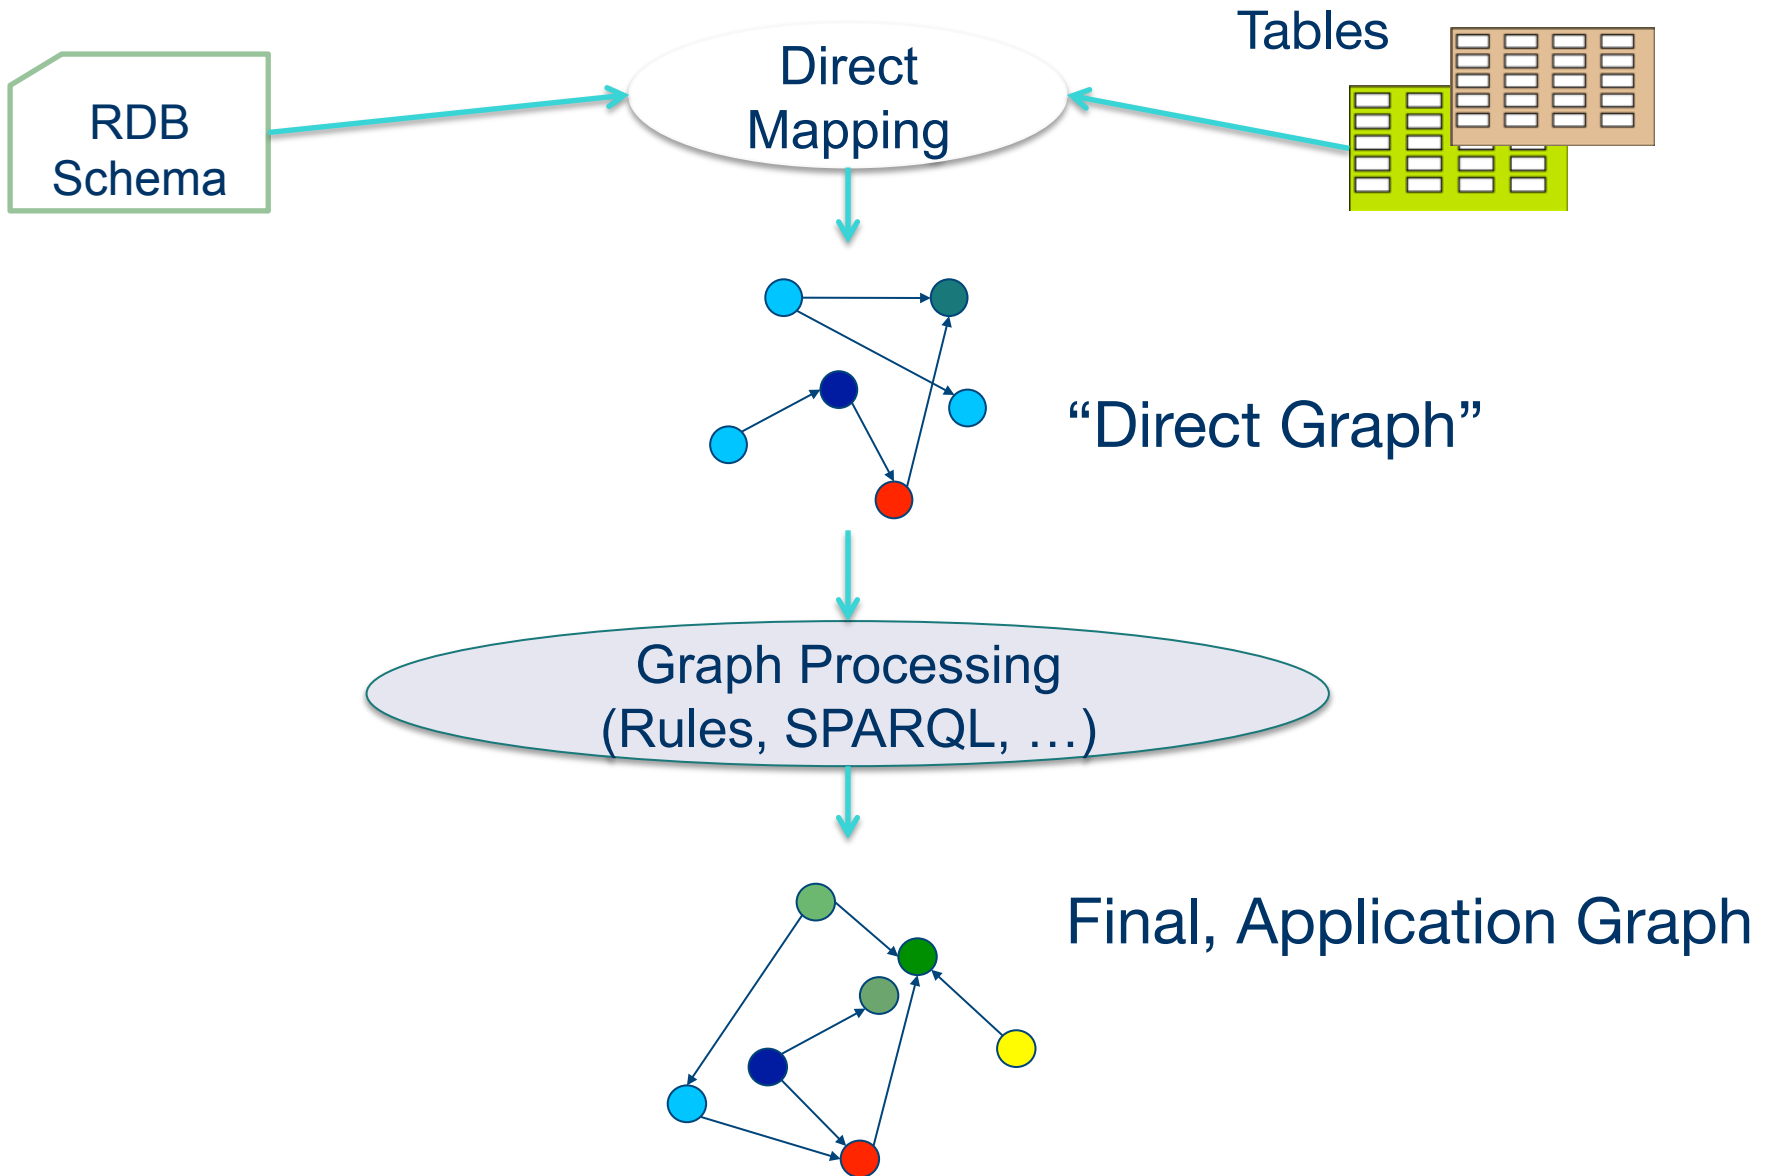 Tables
Direct
Mapping
RDB
Schema
“Direct Graph”
Graph Processing
(Rules, SPARQL, …)
Final, Application Graph